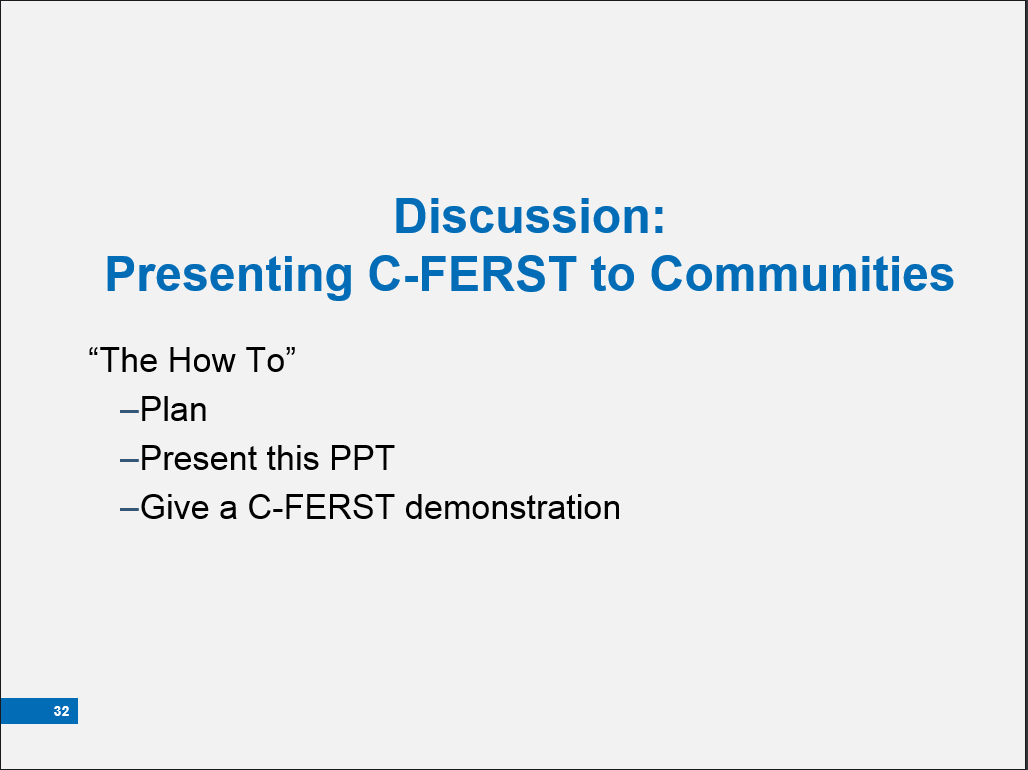 Discussion:
Presenting C-FERST to Communities
“The How To”
–Plan
–Present this PPT
–Give a C-FERST demonstration
32